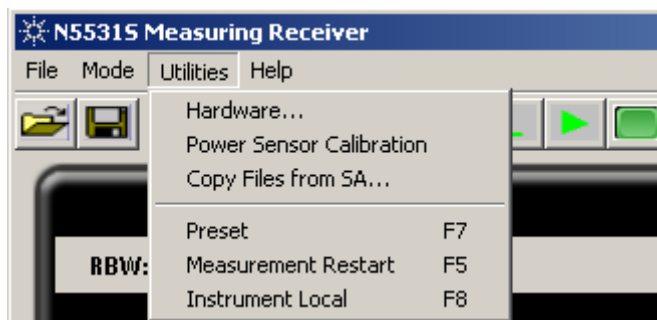 N5531S Measuring Receiver
File Mode Utilities Help
Hardware...
Power Sensor Calibration
Copy Files from SA...
Preset F7
RBW: Measurement Restart F5
Instrument Local F8